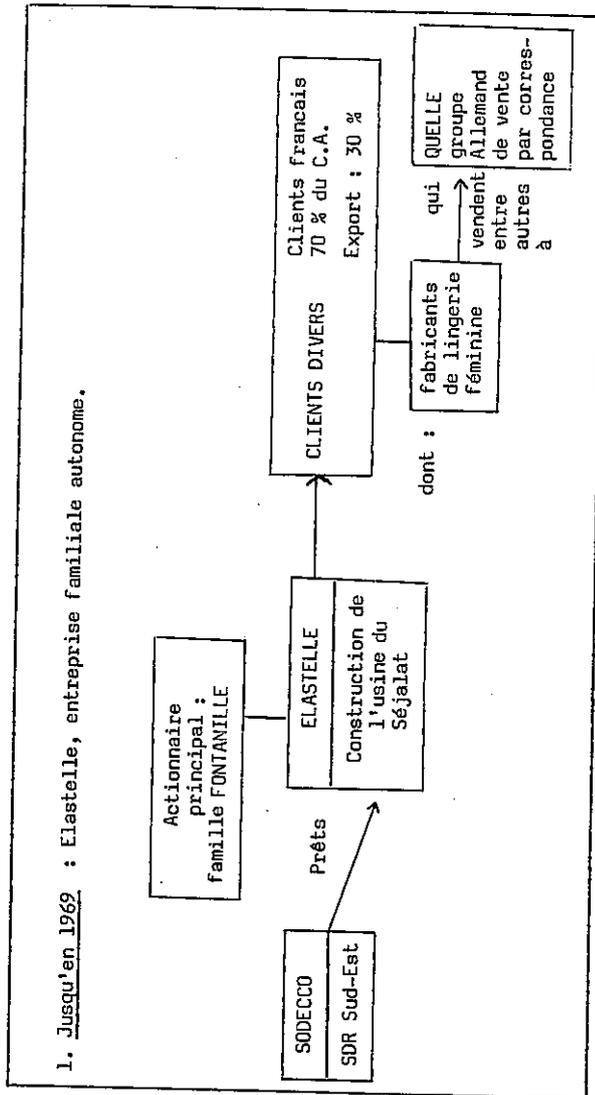 1. Jusqu'en 1969 : Elastelle, entreprise familiale autonome.
Actionnaire
principal :
famille FONTANILLE
SODECCO
SDR Sud-Est
Prêts
ELASTELLE
Construction de
l'usine du
Séjalat
CLIENTS DIVERS
Clients francais
70 % du C.A.
Export : 30 %
dont :
fabricants
de lingerie
féminine
qui
vendent
entre
autres
à
QUELLE
groupe
Allemand
de vente
par corres-
pondance